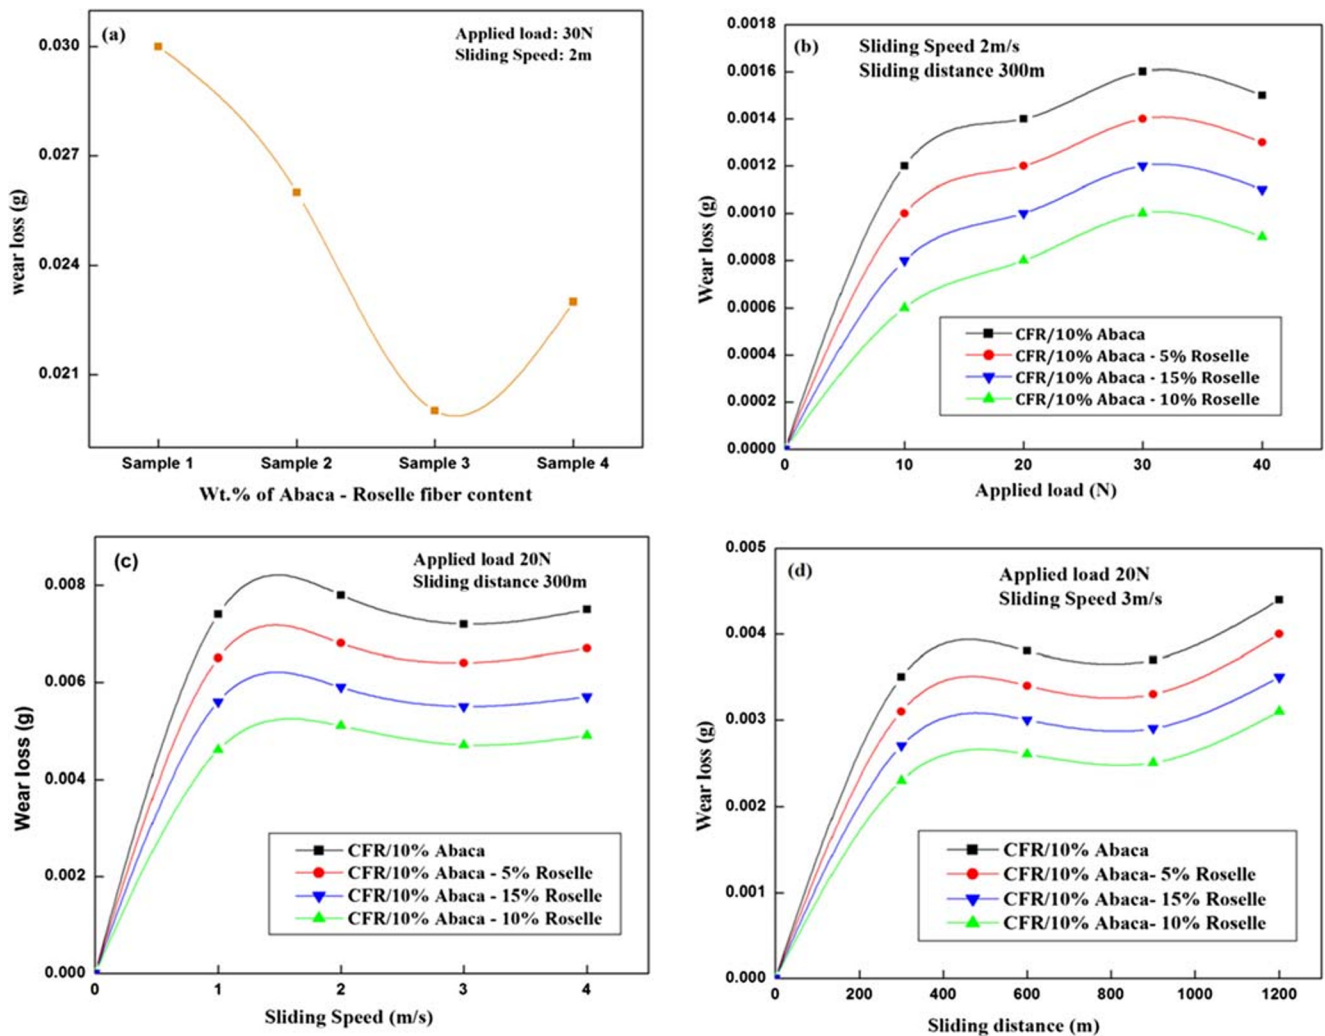 (a)
Applied load: 30N
Sliding Speed: 2m
0.030
0.027
0.024
0.021
wear loss (g)
Sample 1
Sample 2
Sample 3
Sample 4
Wt.% of Abaca - Roselle fiber content
(b)
Sliding Speed 2m/s
Sliding distance 300m
0.0018
0.0016
0.0014
0.0012
0.0010
0.0008
0.0006
0.0004
0.0002
0.0000
Wear loss (g)
CFR/10% Abaca
CFR/10% Abaca - 5% Roselle
CFR/10% Abaca - 15% Roselle
CFR/10% Abaca - 10% Roselle
0 10 20 30 40
Applied load (N)
(c)
Applied load 20N
Sliding distance 300m
0.008
0.006
0.004
0.002
0.000
Wear loss (g)
CFR/10% Abaca
CFR/10% Abaca - 5% Roselle
CFR/10% Abaca - 15% Roselle
CFR/10% Abaca - 10% Roselle
0 1 2 3 4
Sliding Speed (m/s)
(d)
Applied load 20N
Sliding Speed 3m/s
0.005
0.004
0.003
0.002
0.001
0.000
Wear loss (g)
CFR/10% Abaca
CFR/10% Abaca- 5% Roselle
CFR/10% Abaca- 15% Roselle
CFR/10% Abaca- 10% Roselle
0 200 400 600 800 1000 1200
Sliding distance (m)